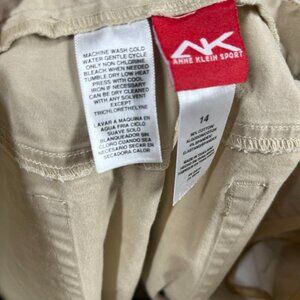 MACHINE WASH COLD
WATER GENTLE CYCLE
ONLY NON CHLORINE
BLEACH WHEN NEEDED
TUMBLE DRY LOW HEAT
PRESS WITH COOL
IRON IF NECESSARY
CAN BE DRY CLEANED
WITH ANY SOLVENT
EXCEPT
TRICHLORETHELYNE
LAVAR A MAQUINA EN
AGUA FRIA CICLO
SUAVE SOLO
BLANQUEADOR SIN
CLORO CUANDO SEA
NECESARIO SECAR EN
SECADORA CALOR
AK
ANNE KLEIN SPORT
14
COTTON